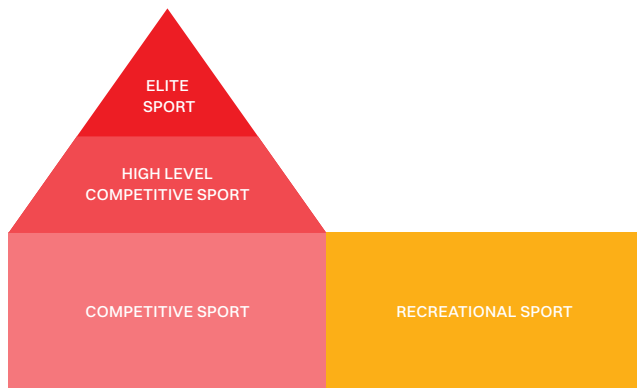 ELITE
SPORT
HIGH LEVEL
COMPETITIVE SPORT
COMPETITIVE SPORT
RECREATIONAL SPORT